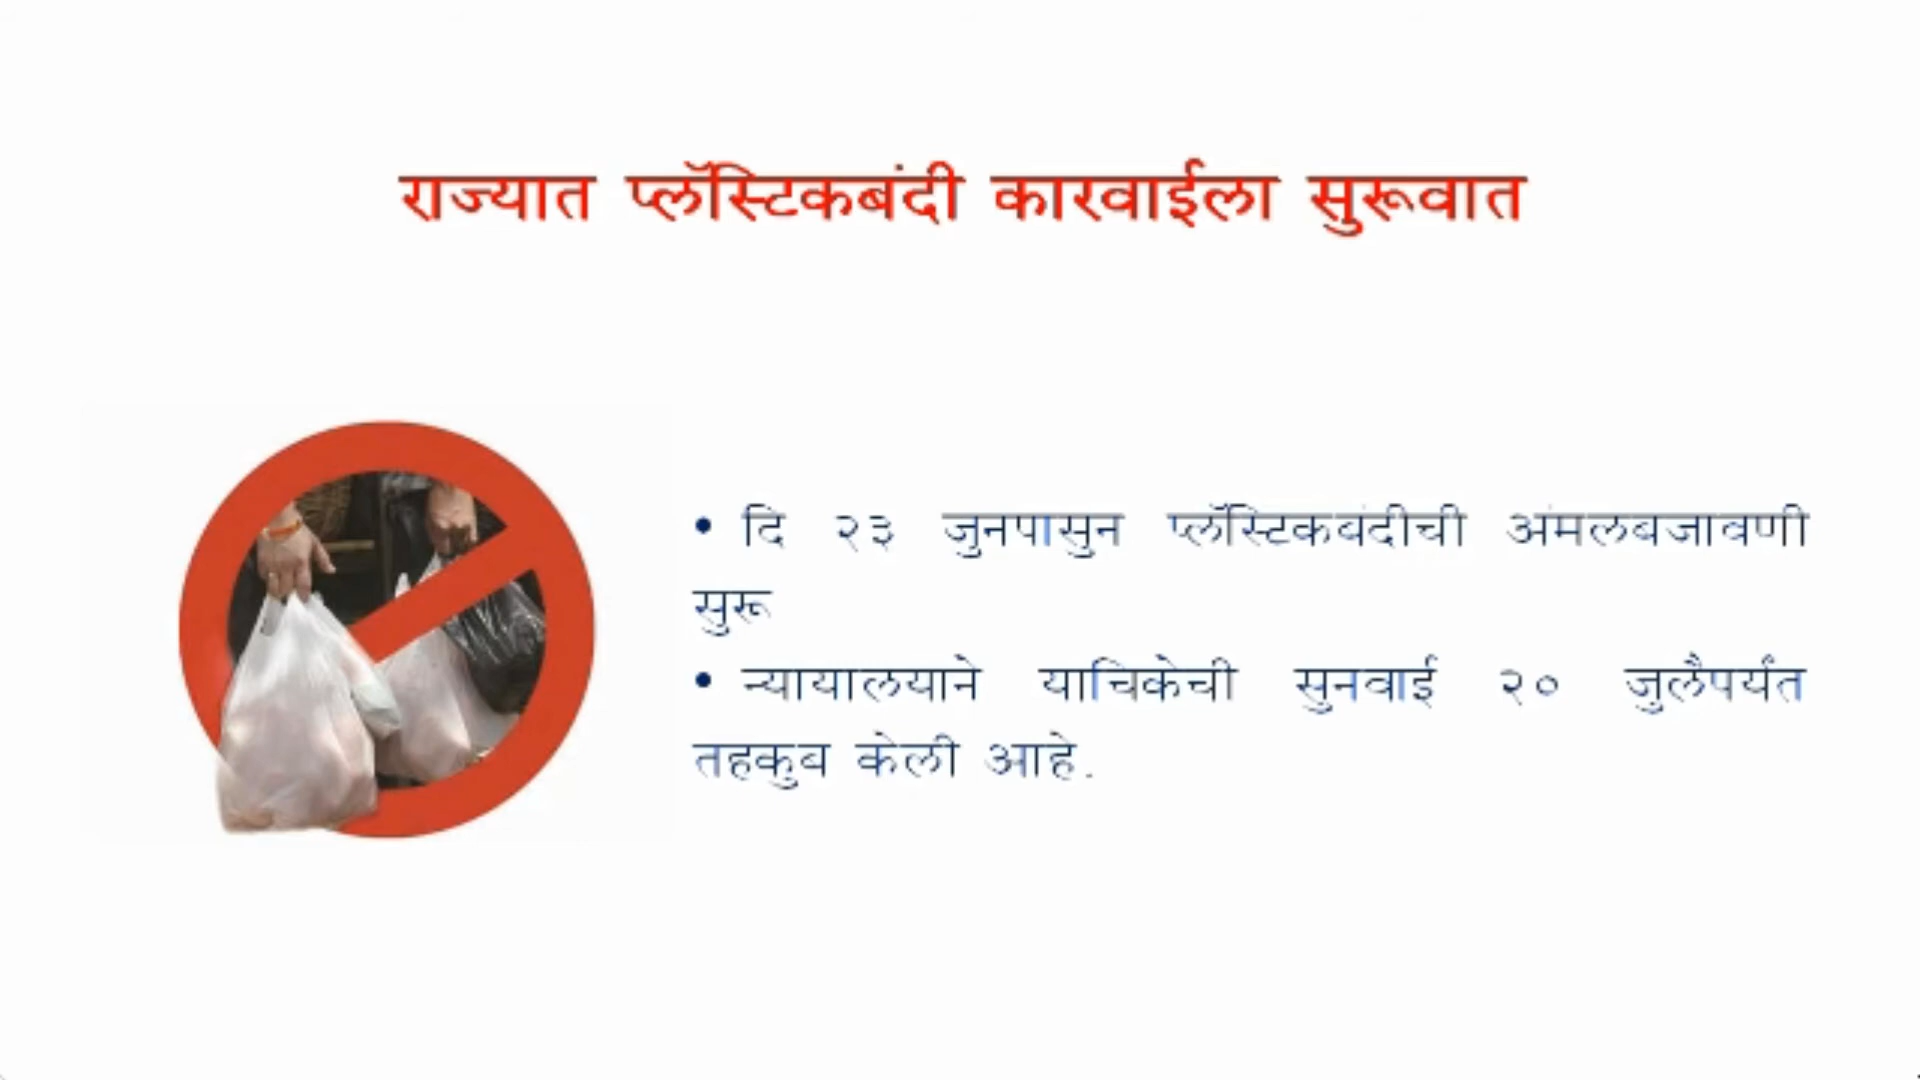 राज्यात प्लॅस्टिकबंदी कारवाईला सुरूवात
• दि २३ जुनपासुन प्लॅस्टिकबंदीची अंमलबजावणी
सुरू
• न्यायालयाने याचिकेची सुनवाई २० जुलैपर्यंत
तहकुब केली आहे.